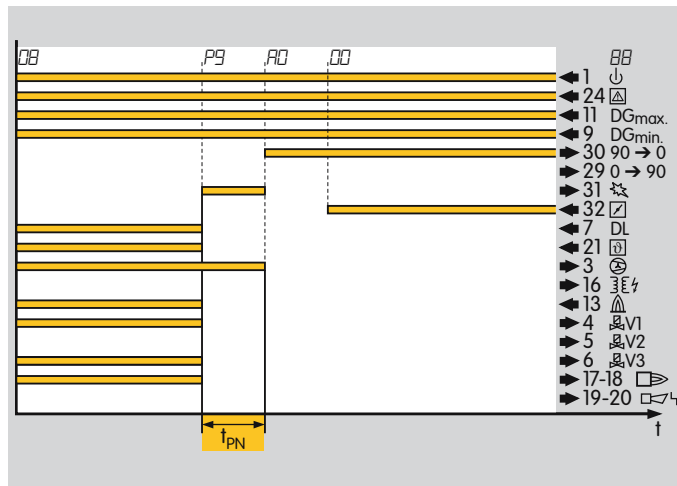 08 P9 A0 00 88
1
24
11 DGmax.
9 DGmin.
30 90 → 0
29 0 → 90
31
32
7 DL
21 ϑ
3
16
13
4 V1
5 V2
6 V3
17-18
19-20
t
tPN